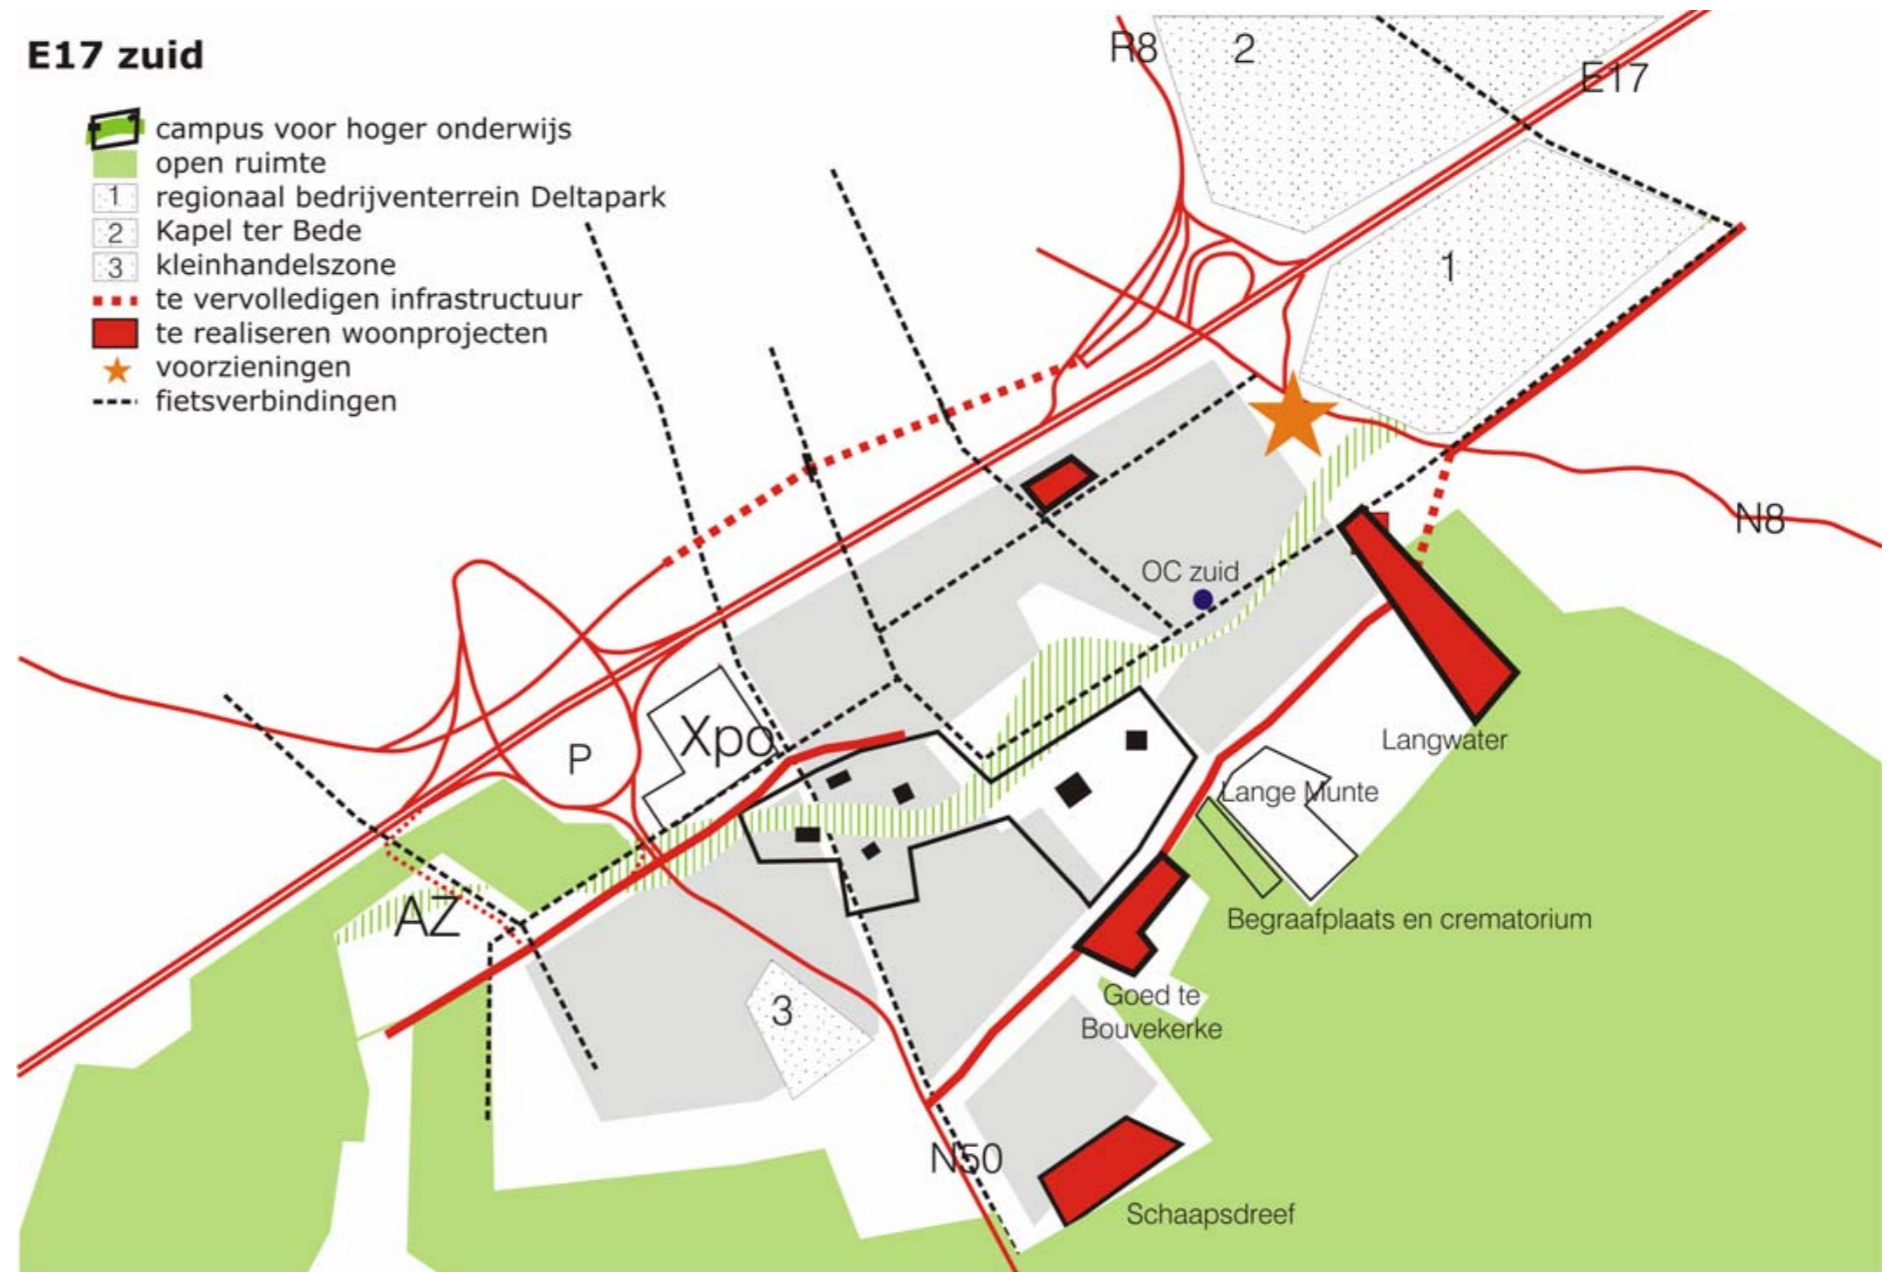 E17 zuid
campus voor hoger onderwijs
open ruimte
1 regionaal bedrijventerrein Deltapark
2 Kapel ter Bede
3 kleinhandelszone
te vervolledigen infrastructuur
te realiseren woonprojecten
voorzieningen
fietsverbindingen
R8
2
E17
1
N8
OC zuid
Xpo
P
Langwater
Lange Munte
AZ
Begraafplaats en crematorium
3
Goed te
Bouvekerke
N50
Schaapsdreef